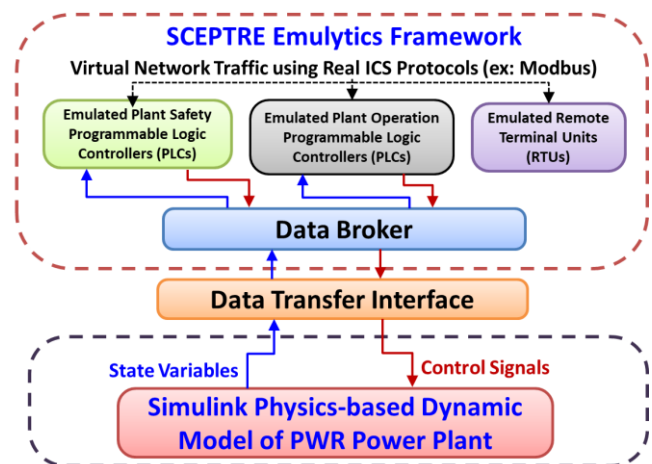 SCEPTRE Emulytics Framework
Virtual Network Traffic using Real ICS Protocols (ex: Modbus)
Emulated Plant Safety
Programmable Logic
Controllers (PLCs)
Emulated Plant Operation
Programmable Logic
Controllers (PLCs)
Emulated Remote
Terminal Units
(RTUs)
Data Broker
Data Transfer Interface
State Variables
Control Signals
Simulink Physics-based Dynamic
Model of PWR Power Plant